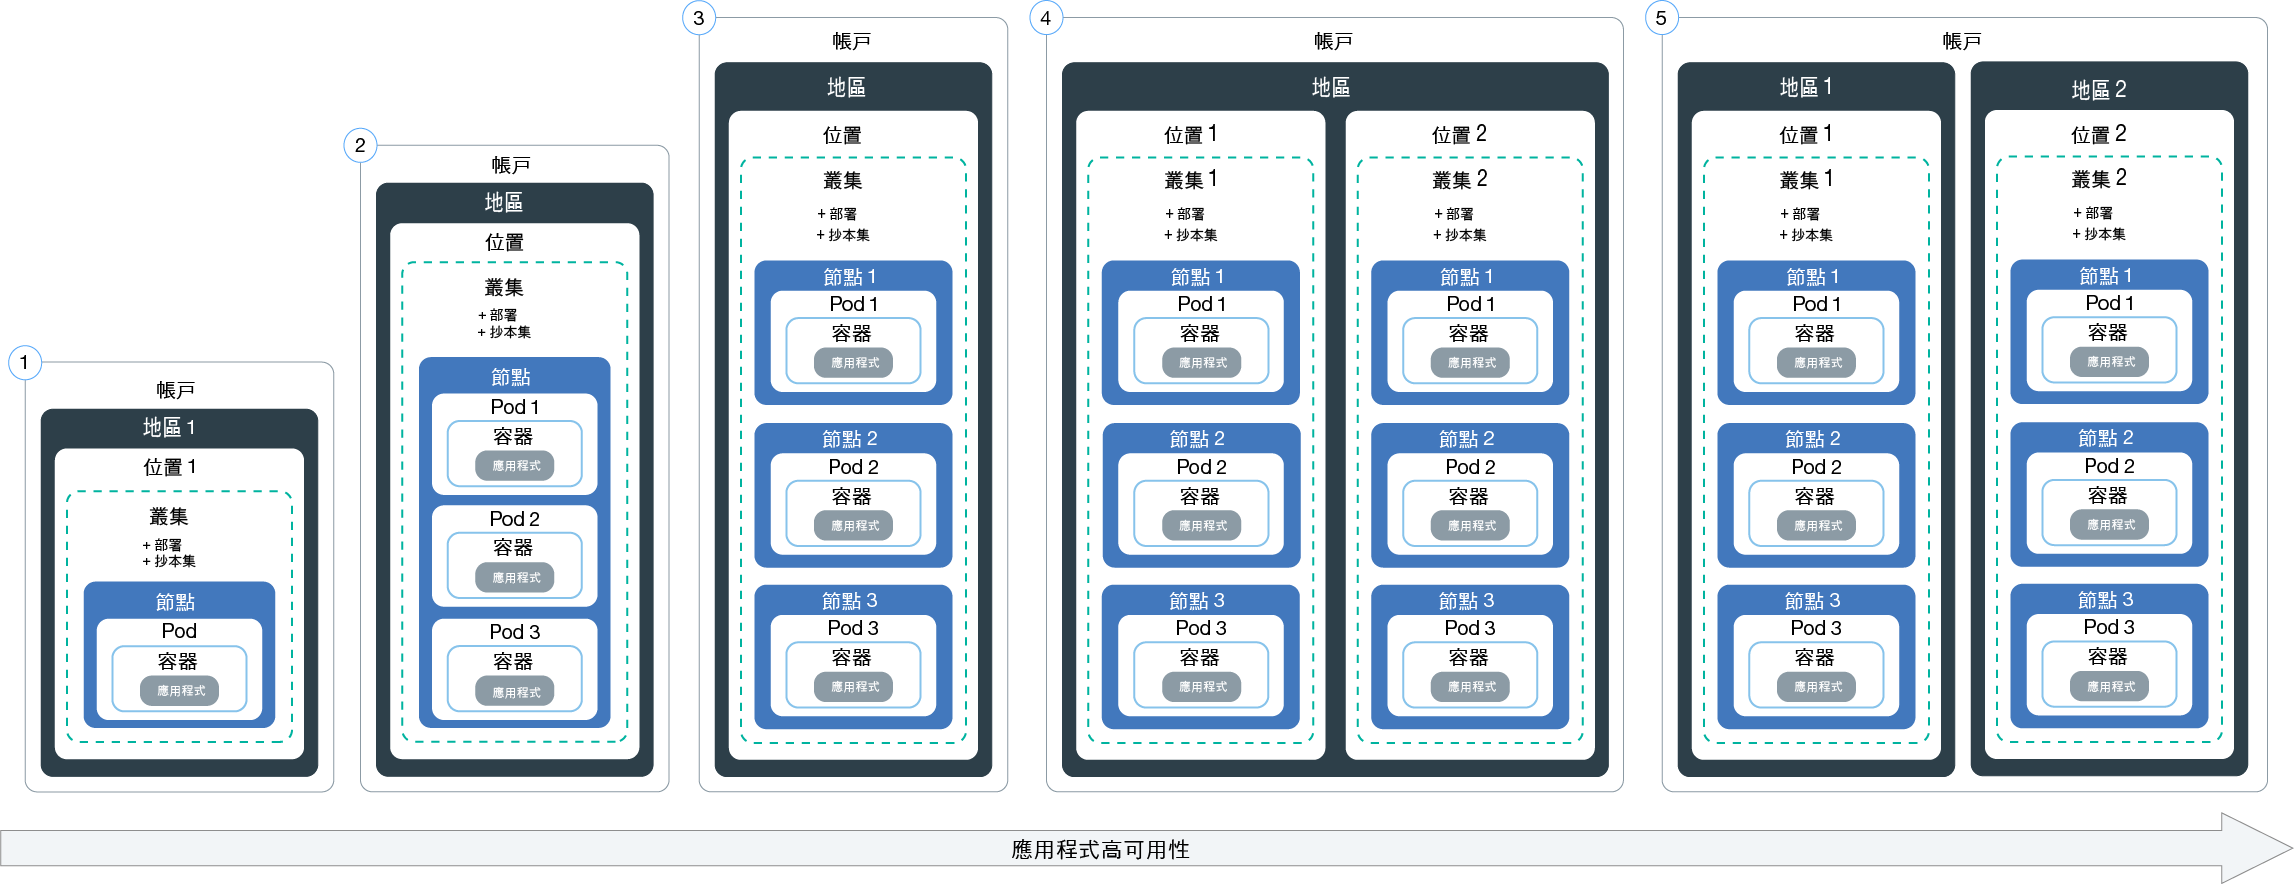 1
帳戶
地區 1
位置 1
叢集
+ 部署
+ 抄本集
節點
Pod
容器
應用程式
2
帳戶
地區
位置
叢集
+ 部署
+ 抄本集
節點
Pod 1
容器
應用程式
Pod 2
容器
應用程式
Pod 3
容器
應用程式
3
帳戶
地區
位置
叢集
+ 部署
+ 抄本集
節點 1
Pod 1
容器
應用程式
節點 2
Pod 2
容器
應用程式
節點 3
Pod 3
容器
應用程式
4
帳戶
地區
位置 1
叢集 1
+ 部署
+ 抄本集
節點 1
Pod 1
容器
應用程式
節點 2
Pod 2
容器
應用程式
節點 3
Pod 3
容器
應用程式
位置 2
叢集 2
+ 部署
+ 抄本集
節點 1
Pod 1
容器
應用程式
節點 2
Pod 2
容器
應用程式
節點 3
Pod 3
容器
應用程式
5
帳戶
地區 1
位置 1
叢集 1
+ 部署
+ 抄本集
節點 1
Pod 1
容器
應用程式
節點 2
Pod 2
容器
應用程式
節點 3
Pod 3
容器
應用程式
地區 2
位置 2
叢集 2
+ 部署
+ 抄本集
節點 1
Pod 1
容器
應用程式
節點 2
Pod 2
容器
應用程式
節點 3
Pod 3
容器
應用程式
應用程式高可用性